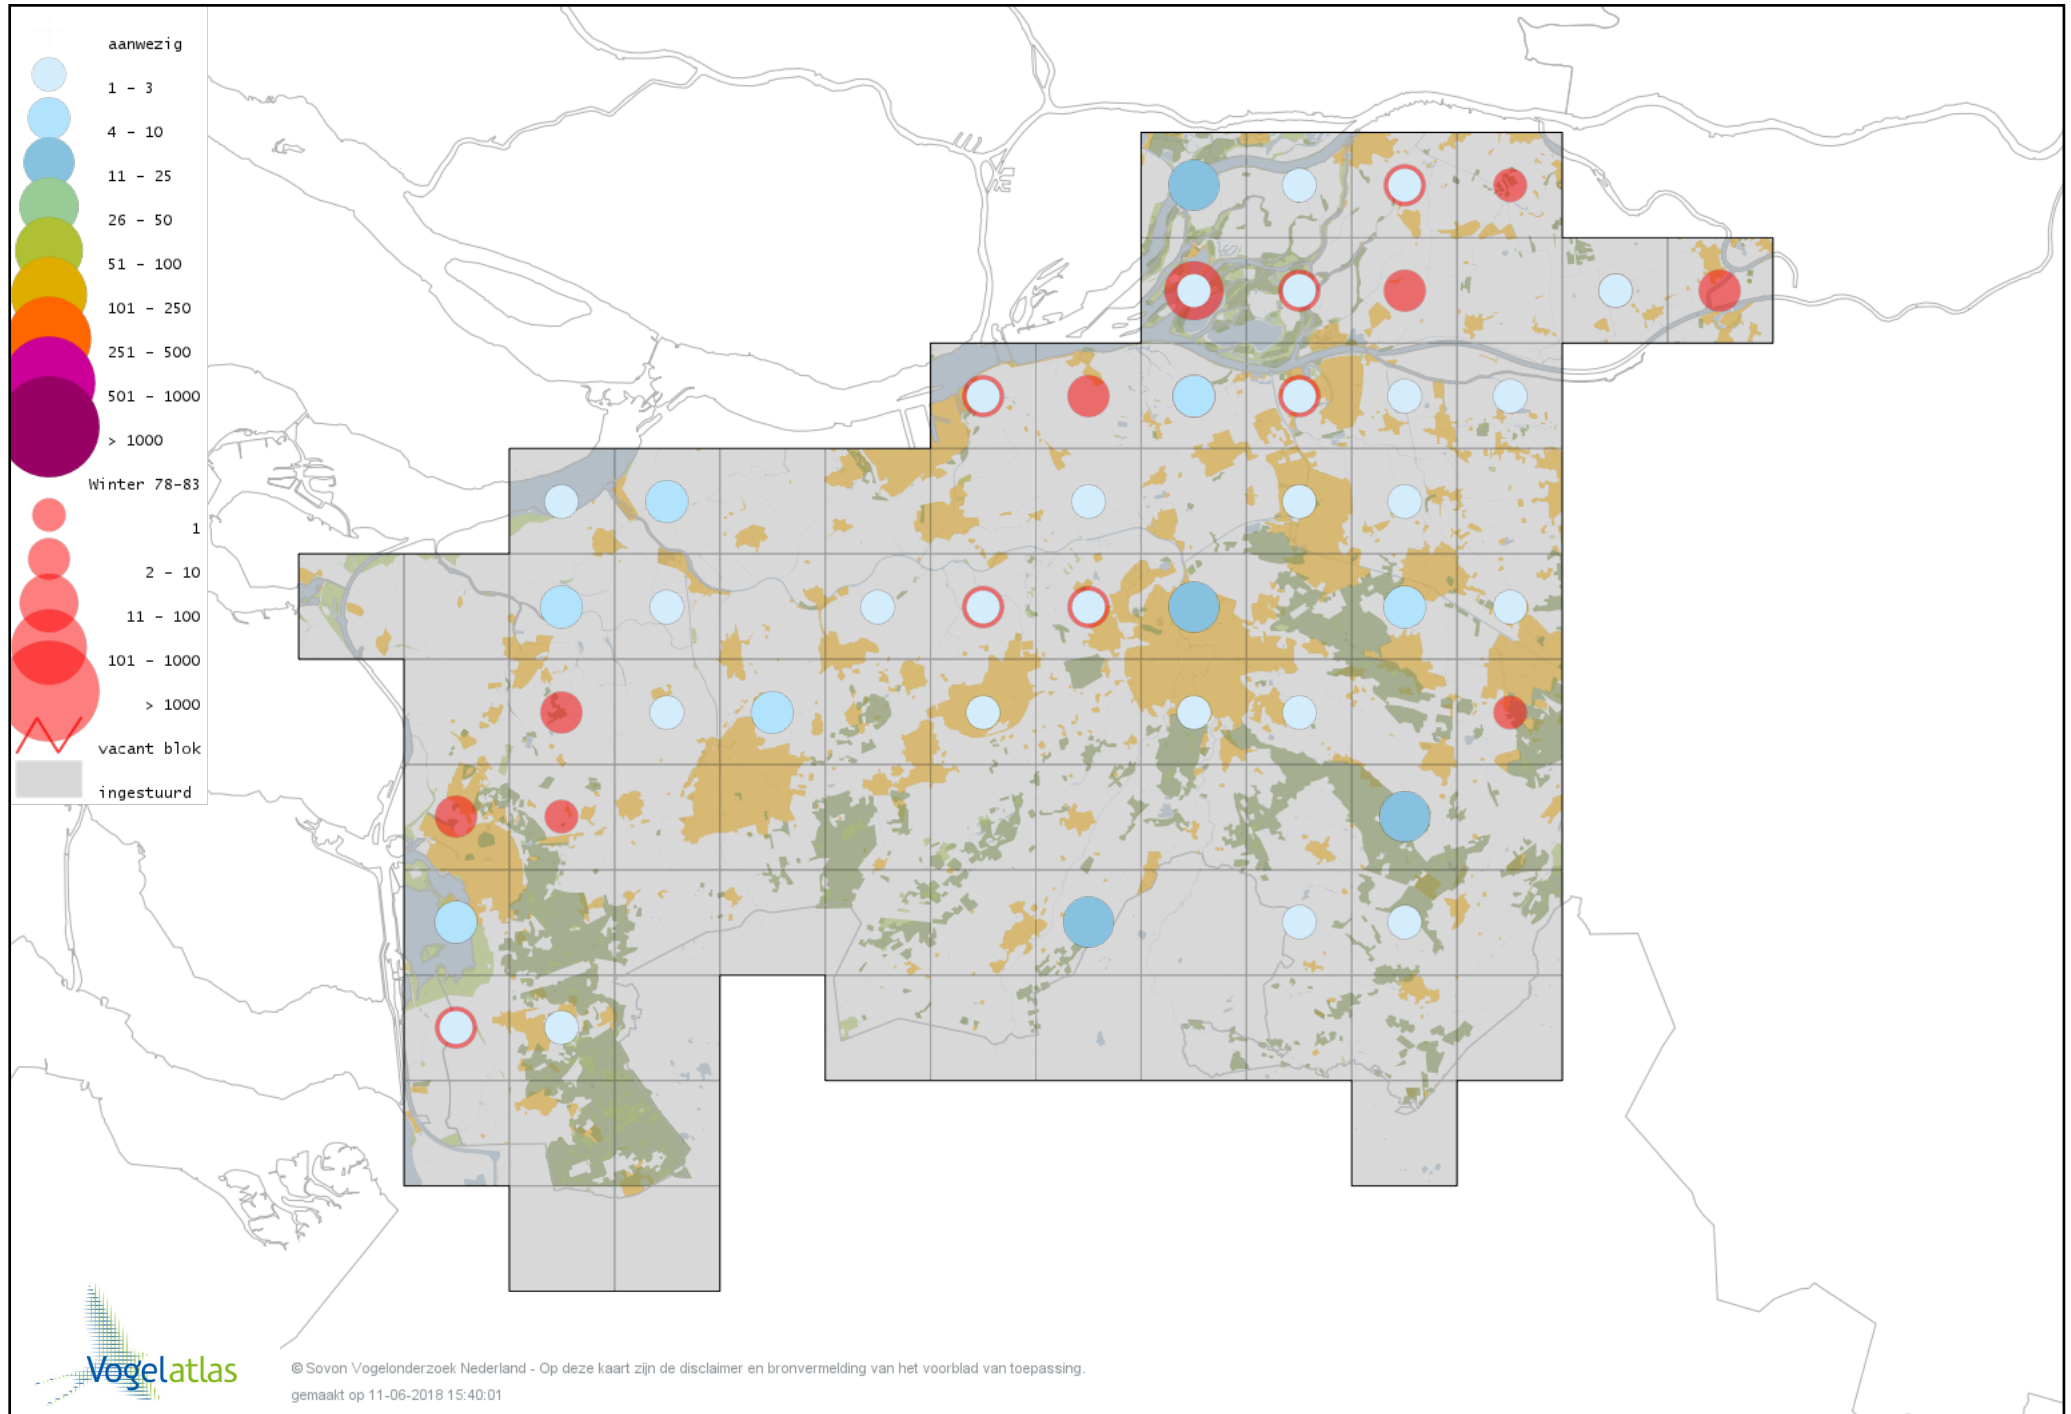 aanwezig
1 - 3
4 - 10
11 - 25
26 - 50
51 - 100
101 - 250
251 - 500
501 - 1000
> 1000
Winter 78-83
1
2 - 10
11 - 100
101 - 1000
> 1000
vacant blok
ingestuurd
Vogelatlas
© Sovon Vogelonderzoek Nederland - Op deze kaart zijn de disclaimer en bronvermelding van het voorblad van toepassing.
gemaakt op 11-06-2018 15:40:01